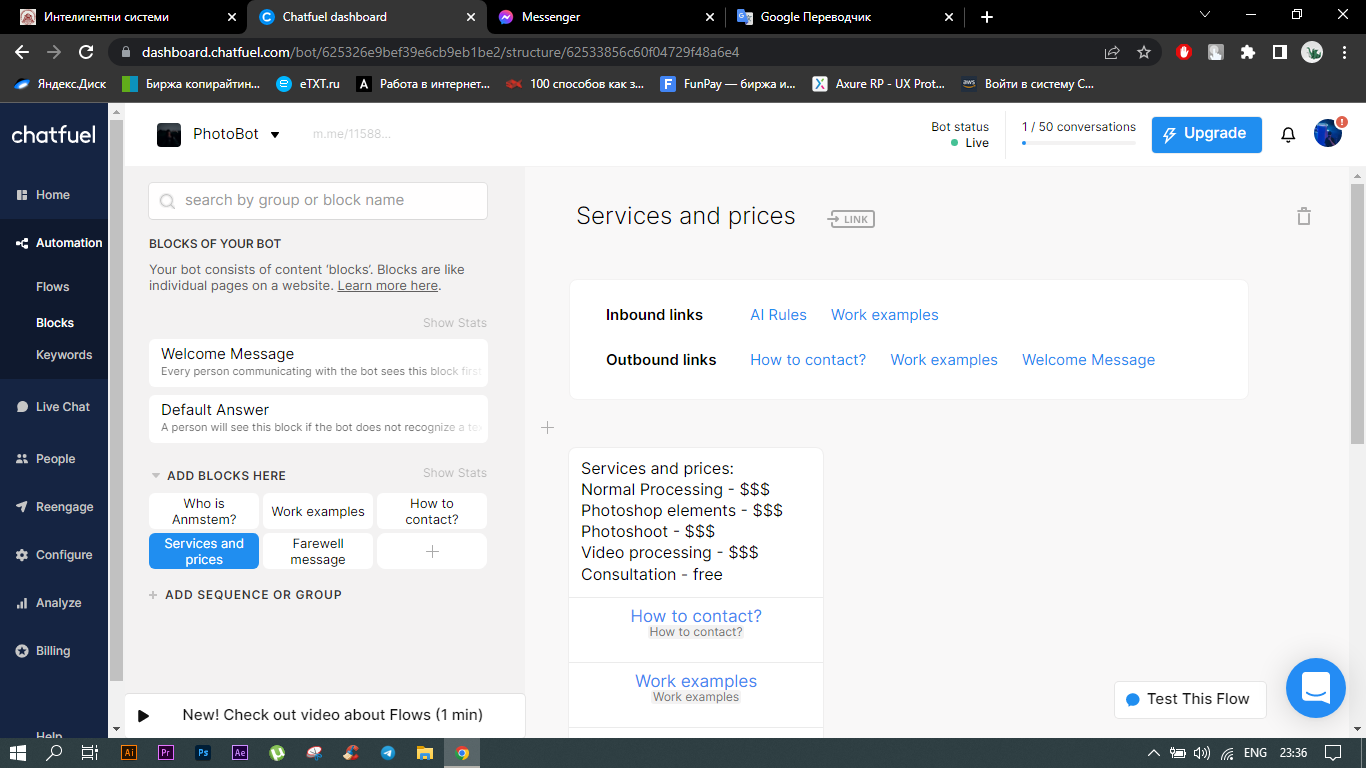 Интелигентни системи
Chatfuel dashboard
Messenger
Google Переводчик
dashboard.chatfuel.com/bot/625326e9bef39e6cb9eb1be2/structure/62533856c60f04729f48a6e4
Яндекс.Диск
Биржа копирайтин...
eTXT.ru
Работа в интернет...
100 способов как з...
FunPay — биржа и...
Axure RP - UX Prot...
aws
Войти в систему C...
chatfuel
PhotoBot
m.me/11588...
Bot status
Live
1 / 50 conversations
Upgrade
Home
Automation
Flows
Blocks
Keywords
Live Chat
People
Reengage
Configure
Analyze
Billing
Help
search by group or block name
BLOCKS OF YOUR BOT
Your bot consists of content ‘blocks’. Blocks are like
individual pages on a website. Learn more here.
Show Stats
Welcome Message
Every person communicating with the bot sees this block first
Default Answer
A person will see this block if the bot does not recognize a te
ADD BLOCKS HERE
Show Stats
Who is
Anmstem?
Work examples
How to
contact?
Services and
prices
Farewell
message
ADD SEQUENCE OR GROUP
New! Check out video about Flows (1 min)
Services and prices
LINK
Inbound links
AI Rules
Work examples
Outbound links
How to contact?
Work examples
Welcome Message
Services and prices:
Normal Processing - $$$
Photoshop elements - $$$
Photoshoot - $$$
Video processing - $$$
Consultation - free
How to contact?
How to contact?
Work examples
Work examples
Test This Flow
Ai
Pr
Ps
Ae
ENG
23:36